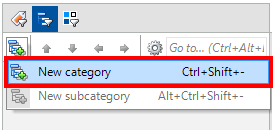 Go to... (Ctrl+Alt+
New category Ctrl+Shift+-
New subcategory Alt+Ctrl+Shift+-